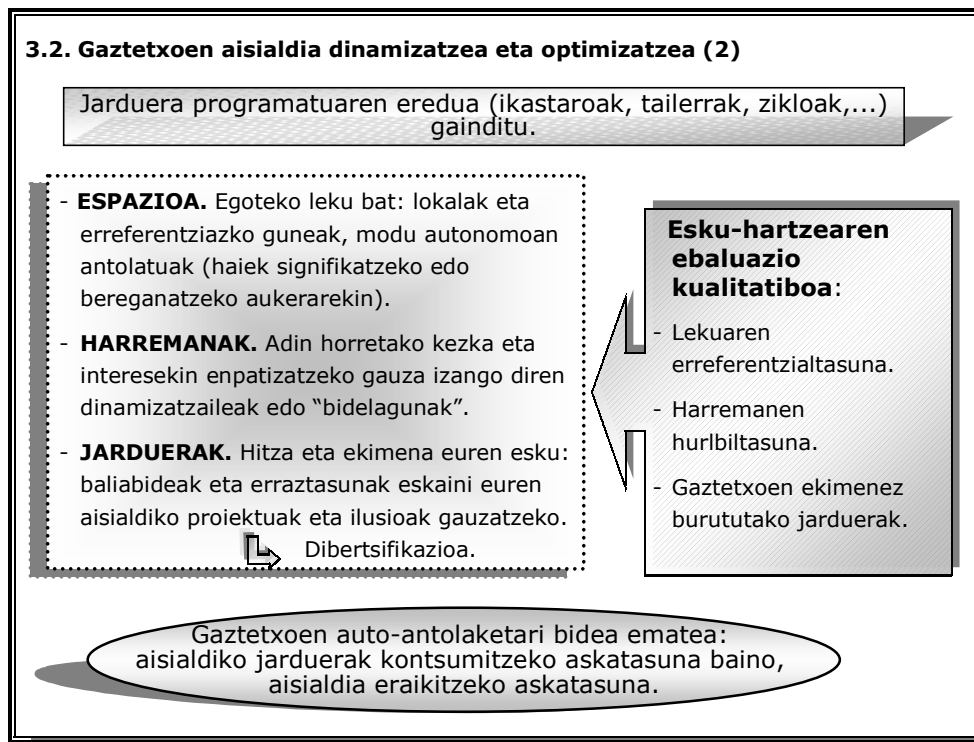 3.2. Gaztetxoen aisialdia dinamizatzea eta optimizatzea (2)
Jarduera programatuaren eredua (ikastaroak, tailerrak, zikloak,...)
gainditu.
- ESPAZIOA. Egoteko leku bat: lokalak eta
erreferentziazko guneak, modu autonomoan
antolatuak (haiek signifikatzeko edo
bereganatzeko aukerarekin).
- HARREMANAK. Adin horretako kezka eta
interesekin enpatizatzeko gauza izango diren
dinamizatzaileak edo “bidelagunak”.
- JARDUERAK. Hitza eta ekimena euren esku:
baliabideak eta erraztasunak eskaini euren
aisialdiko proiektuak eta ilusioak gauzatzeko.
Dibertsifikazioa.
Esku-hartzearen
ebaluazio
kualitatiboa:
- Lekuaren
erreferentzialtasuna.
- Harremanen
hurlbiltasuna.
- Gaztetxoen ekimenez
burututako jarduerak.
Gaztetxoen auto-antolaketari bidea ematea:
aisialdiko jarduerak kontsumitzeko askatasuna baino,
aisialdia eraikitzeko askatasuna.